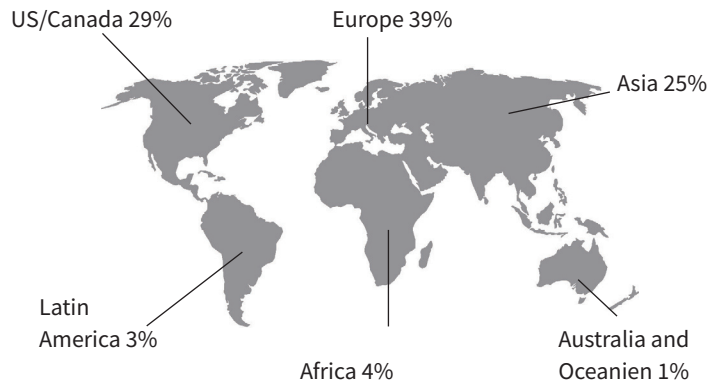 US/Canada 29%
Europe 39%
Asia 25%
Latin
America 3%
Africa 4%
Australia and
Oceanien 1%